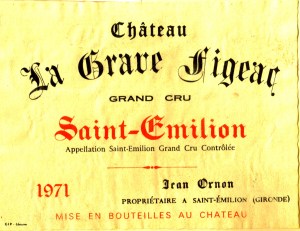 Château
La Grave Figeac
GRAND CRU
Saint-Emilion
Appellation Saint-Emilion Grand Cru Contrôlée
1971
Jean Ornon
PROPRIÉTAIRE A SAINT-ÉMILION (GIRONDE)
MISE EN BOUTEILLES AU CHATEAU